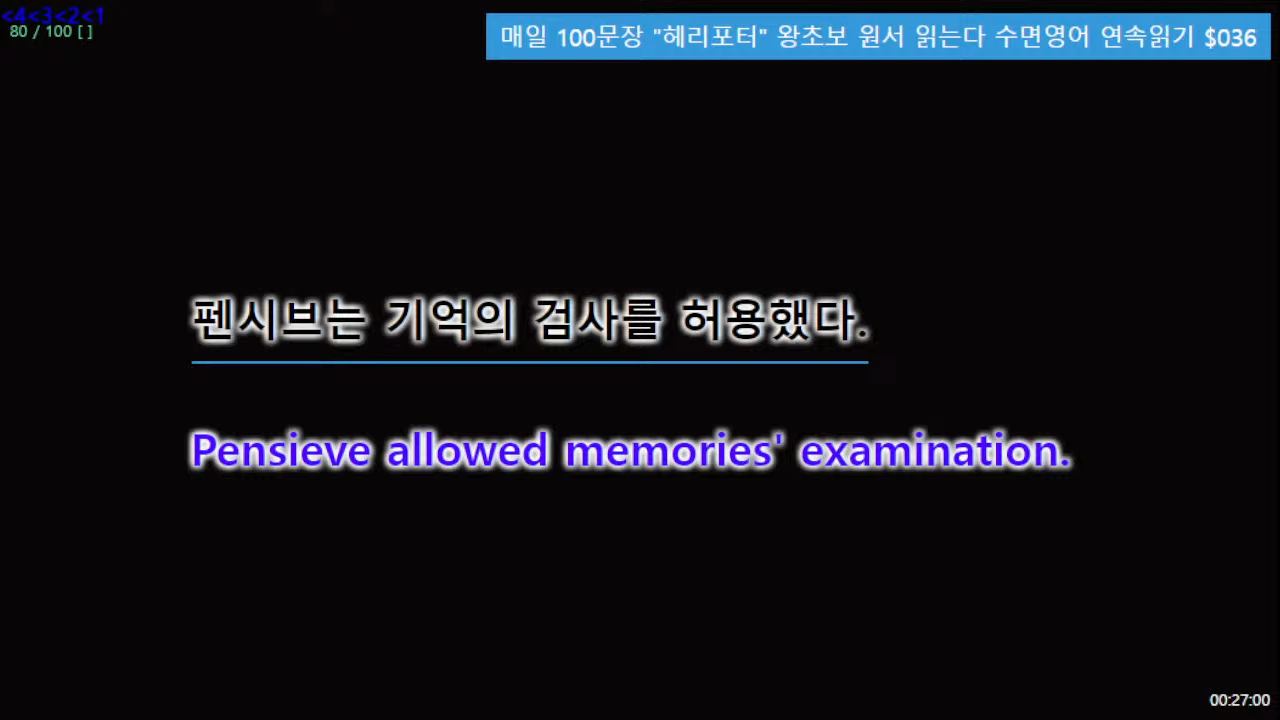 <4<3<2<1
80 / 100 [ ]
매일 100문장 "헤리포터" 왕초보 원서 읽는다 수면영어 연속읽기 $036
펜시브는 기억의 검사를 허용했다.
Pensieve allowed memories' examination.
00:27:00